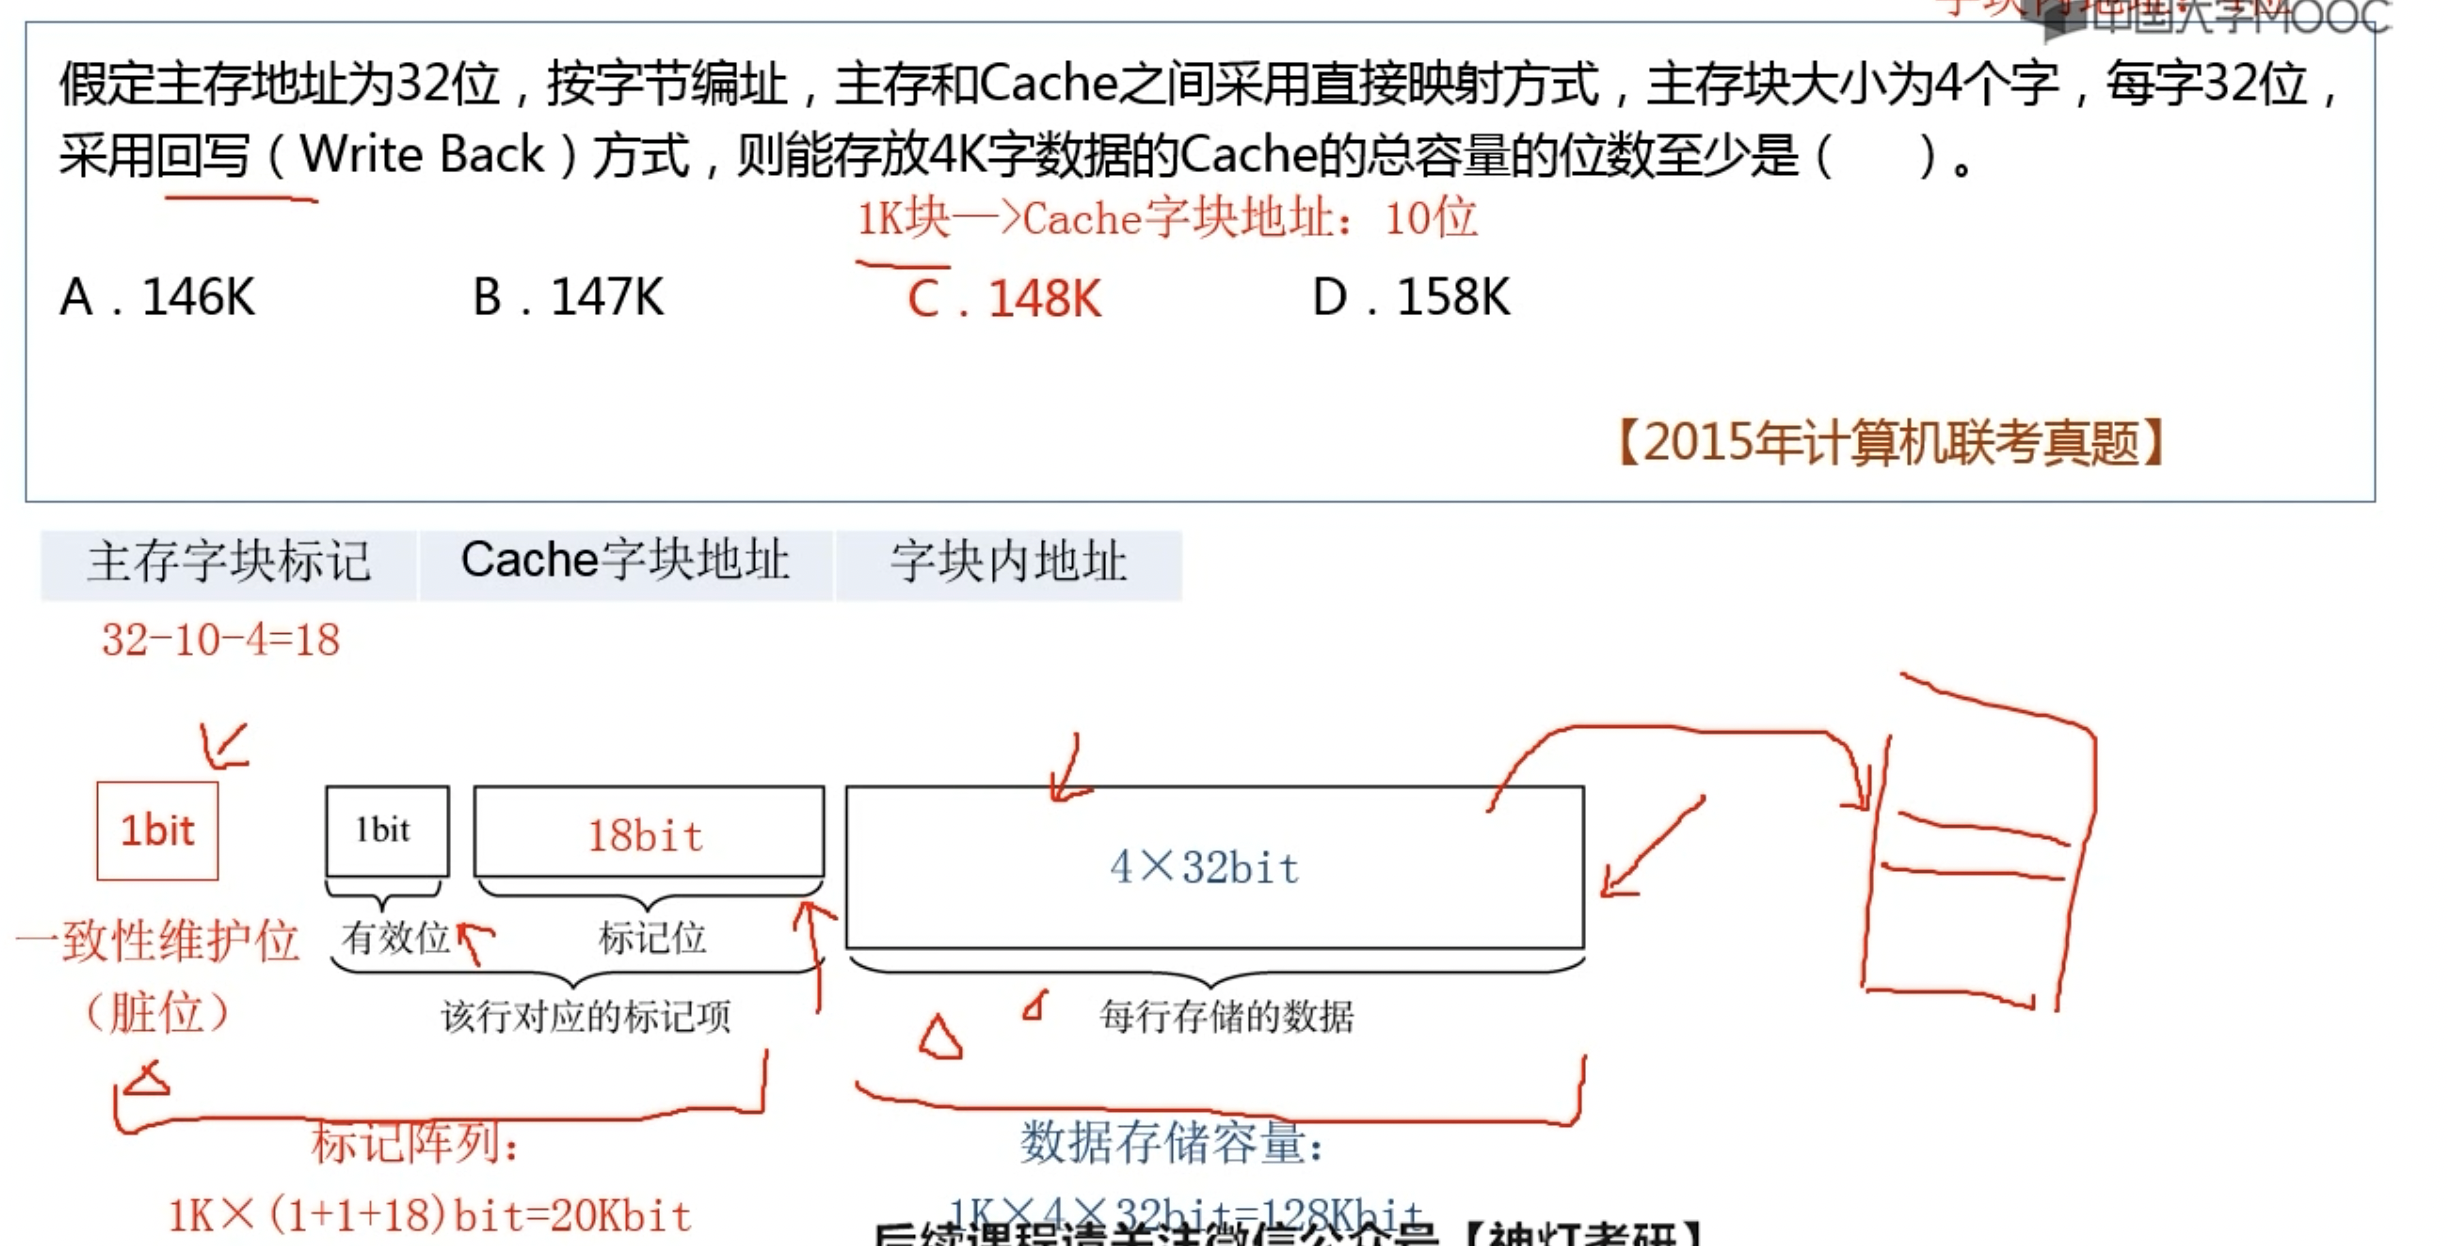 字块内地址：4位
中国大学MOOC
假定主存地址为32位，按字节编址，主存和Cache之间采用直接映射方式，主存块大小为4个字，每字32位，
采用回写（Write Back）方式，则能存放4K字数据的Cache的总容量的位数至少是（ ）。
1K块—>Cache字块地址：10位
A．146K B．147K C．148K D．158K
【2015年计算机联考真题】
主存字块标记 Cache字块地址 字块内地址
32-10-4=18
1bit 1bit 18bit 4×32bit
一致性维护位 有效位 标记位
（脏位） 该行对应的标记项 每行存储的数据
标记阵列： 数据存储容量：
1K×(1+1+18)bit=20Kbit 1K×4×32bit=128Kbit
后续课程请关注微信公众号【神灯考研】